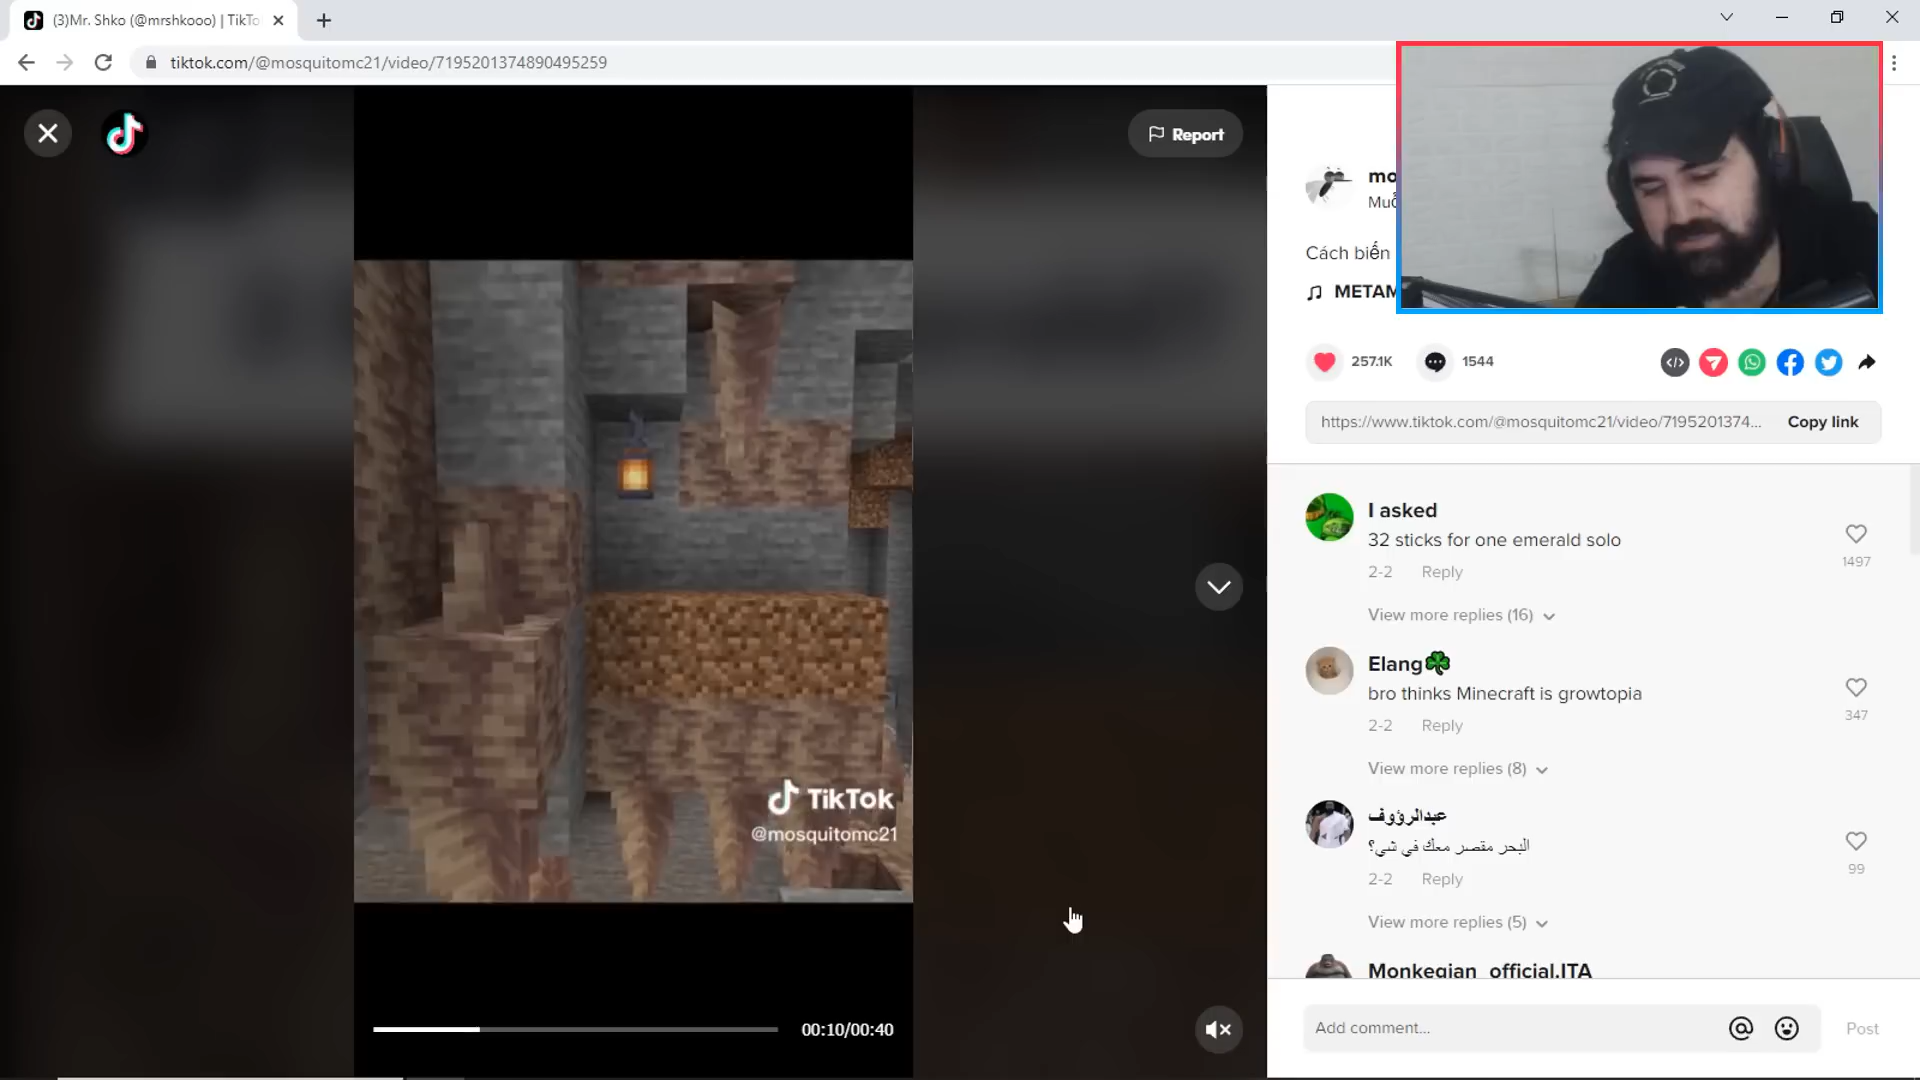 (3)Mr. Shko (@mrshkooo) | TikTo
tiktok.com/@mosquitomc21/video/7195201374890495259
Report
mo
Muỗ
Cách biến
METAM
257.1K
1544
https://www.tiktok.com/@mosquitomc21/video/7195201374...
Copy link
I asked
32 sticks for one emerald solo
1497
2-2
Reply
View more replies (16)
Elang
bro thinks Minecraft is growtopia
347
2-2
Reply
View more replies (8)
عبدالرؤوف
البحر مقصر معك في شي؟
99
2-2
Reply
View more replies (5)
Monkegian_official.ITA
TikTok
@mosquitomc21
00:10/00:40
Add comment...
Post